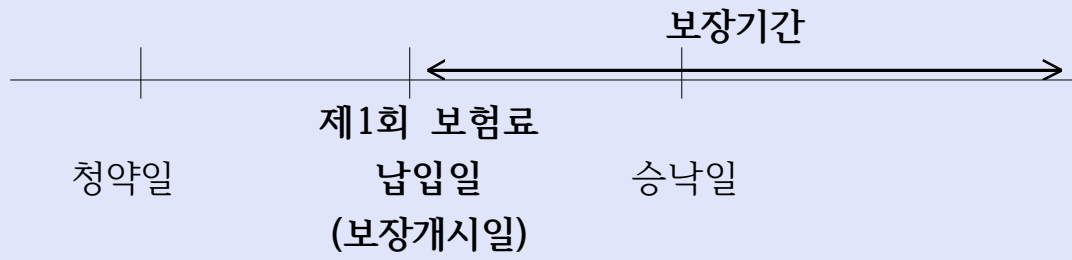 보장기간
제1회 보험료
청약일
납입일
승낙일
(보장개시일)